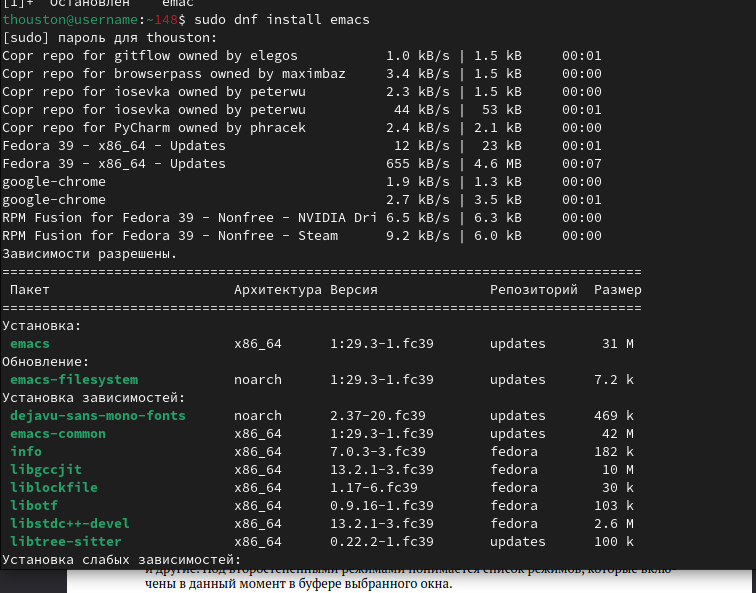 [1]+  Остановлен    emac
thouston@username:~148$ sudo dnf install emacs
[sudo] пароль для thouston:
Copr repo for gitflow owned by elegos           1.0 kB/s | 1.5 kB     00:01
Copr repo for browserpass owned by maximbaz     3.4 kB/s | 1.5 kB     00:00
Copr repo for iosevka owned by peterwu          2.3 kB/s | 1.5 kB     00:00
Copr repo for iosevka owned by peterwu           44 kB/s |  53 kB     00:01
Copr repo for PyCharm owned by phracek          2.4 kB/s | 2.1 kB     00:00
Fedora 39 - x86_64 - Updates                     12 kB/s |  23 kB     00:01
Fedora 39 - x86_64 - Updates                    655 kB/s | 4.6 MB     00:07
google-chrome                                   1.9 kB/s | 1.3 kB     00:00
google-chrome                                   2.7 kB/s | 3.5 kB     00:01
RPM Fusion for Fedora 39 - Nonfree - NVIDIA Dri 6.5 kB/s | 6.3 kB     00:00
RPM Fusion for Fedora 39 - Nonfree - Steam      9.2 kB/s | 6.0 kB     00:00
Зависимости разрешены.
================================================================================
 Пакет                       Архитектура Версия              Репозиторий  Размер
================================================================================
Установка:
 emacs                       x86_64      1:29.3-1.fc39       updates       31 M
Обновление:
 emacs-filesystem            noarch      1:29.3-1.fc39       updates      7.2 k
Установка зависимостей:
 dejavu-sans-mono-fonts      noarch      2.37-20.fc39        updates      469 k
 emacs-common                x86_64      1:29.3-1.fc39       updates       42 M
 info                        x86_64      7.0.3-3.fc39        fedora       182 k
 libgccjit                   x86_64      13.2.1-3.fc39       fedora        10 M
 liblockfile                 x86_64      1.17-6.fc39         fedora        30 k
 libotf                      x86_64      0.9.16-1.fc39       fedora       103 k
 libstdc++-devel             x86_64      13.2.1-3.fc39       fedora       2.6 M
 libtree-sitter              x86_64      0.22.2-1.fc39       updates      100 k
Установка слабых зависимостей:
и другие. Под второстепенными режимами понимается список режимов, которые вклю-
чены в данный момент в буфере выбранного окна.